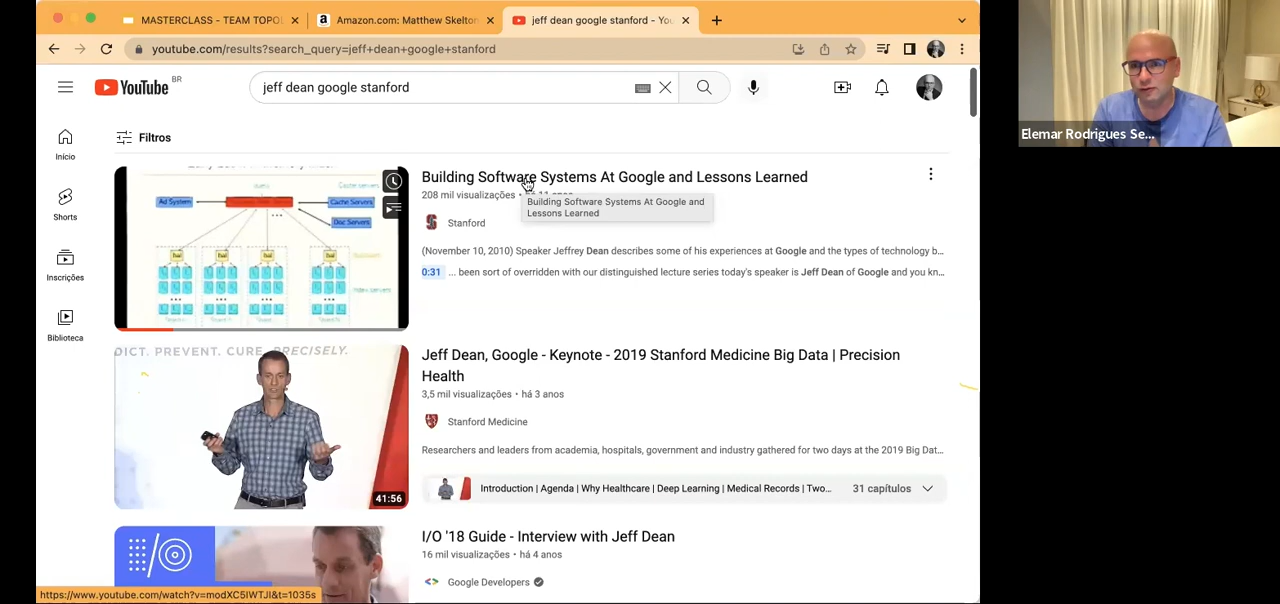 MASTERCLASS - TEAM TOPOL
Amazon.com: Matthew Skelton
jeff dean google stanford - You
youtube.com/results?search_query=jeff+dean+google+stanford
YouTube BR
jeff dean google stanford
Filtros
Início
Shorts
Inscrições
Biblioteca
Ad System
Cache servers
Cache Servers
Doc Servers
Building Software Systems At Google and Lessons Learned
208 mil visualizações • há 11 anos
Building Software Systems At Google and
Lessons Learned
Stanford
(November 10, 2010) Speaker Jeffrey Dean describes some of his experiences at Google and the types of technology b...
0:31 ... been sort of overridden with our distinguished lecture series today's speaker is Jeff Dean of Google and you kn...
DICT. PREVENT. CURE. PRECISELY.
41:56
Jeff Dean, Google - Keynote - 2019 Stanford Medicine Big Data | Precision
Health
3,5 mil visualizações • há 3 anos
Stanford Medicine
Researchers and leaders from academia, hospitals, government and industry gathered for two days at the 2019 Big Dat...
Introduction | Agenda | Why Healthcare | Deep Learning | Medical Records | Two... 31 capítulos
I/O '18 Guide - Interview with Jeff Dean
16 mil visualizações • há 4 anos
Google Developers
https://www.youtube.com/watch?v=modXC5IWTJI&t=1035s
Elemar Rodrigues Se...